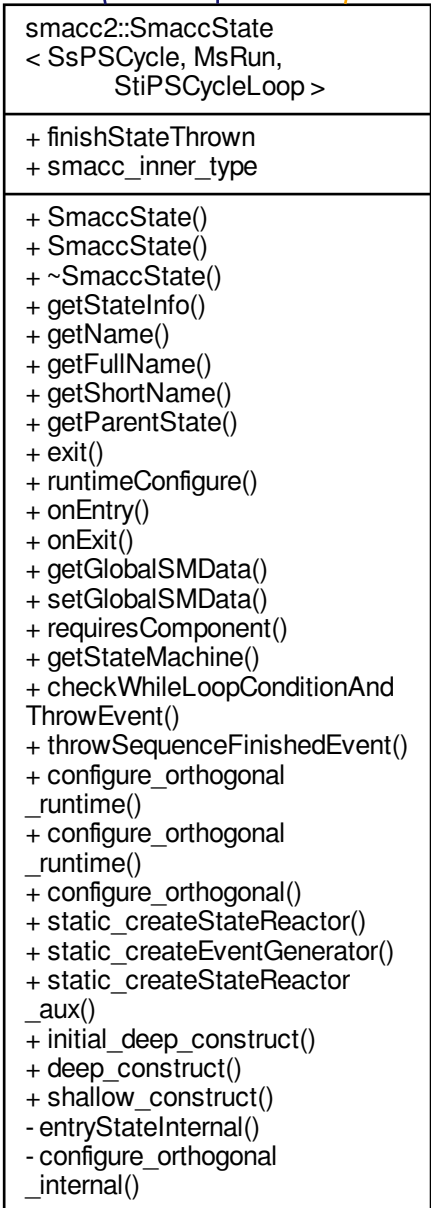 smacc2::SmaccState
< SsPSCycle, MsRun,
StiPSCycleLoop >
+ finishStateThrown
+ smacc_inner_type
+ SmaccState()
+ SmaccState()
+ ~SmaccState()
+ getStateInfo()
+ getName()
+ getFullName()
+ getShortName()
+ getParentState()
+ exit()
+ runtimeConfigure()
+ onEntry()
+ onExit()
+ getGlobalSMData()
+ setGlobalSMData()
+ requiresComponent()
+ getStateMachine()
+ checkWhileLoopConditionAnd
ThrowEvent()
+ throwSequenceFinishedEvent()
+ configure_orthogonal
_runtime()
+ configure_orthogonal
_runtime()
+ configure_orthogonal()
+ static_createStateReactor()
+ static_createEventGenerator()
+ static_createStateReactor
_aux()
+ initial_deep_construct()
+ deep_construct()
+ shallow_construct()
- entryStateInternal()
- configure_orthogonal
_internal()